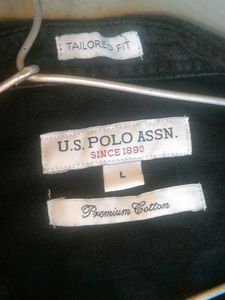 TAILORED FIT
U.S. POLO ASSN.
SINCE 1890
L
Premium Cotton